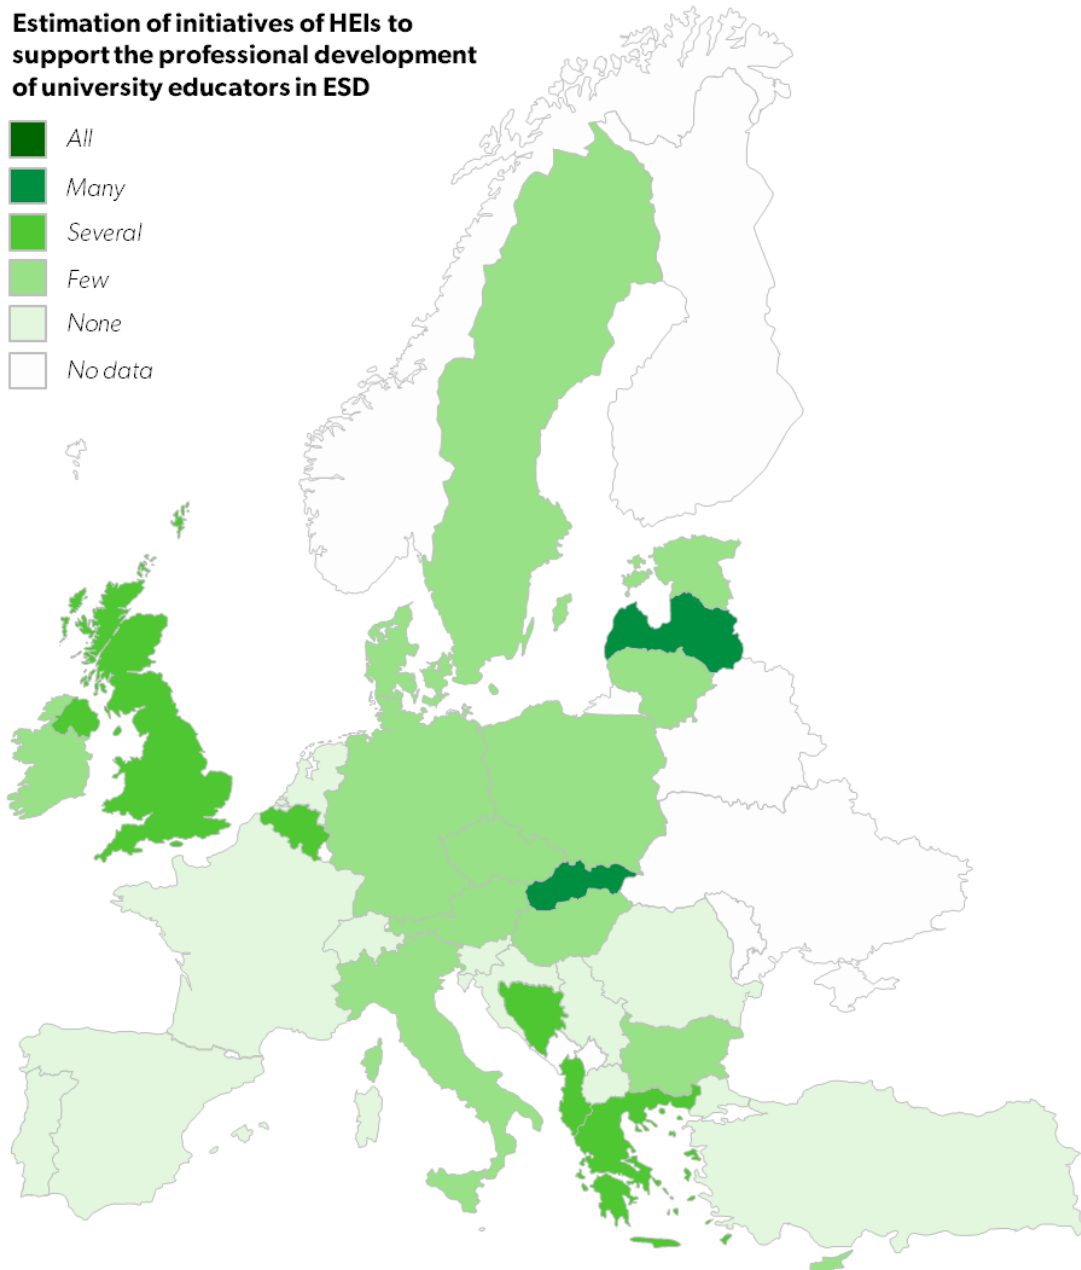 Estimation of initiatives of HEIs to
support the professional development
of university educators in ESD
All
Many
Several
Few
None
No data